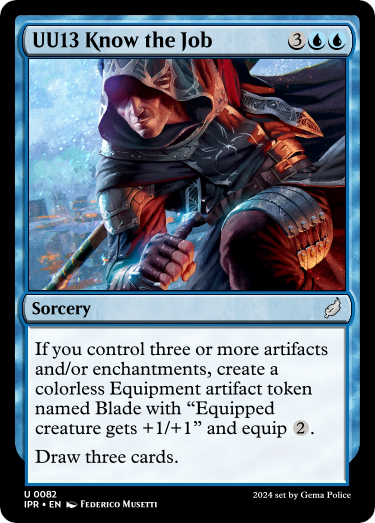 UU13 Know the Job 3UU
Sorcery
If you control three or more artifacts
and/or enchantments, create a
colorless Equipment artifact token
named Blade with “Equipped
creature gets +1/+1” and equip 2.
Draw three cards.
U 0082
IPR • EN Federico Musetti
2024 set by Gema Police